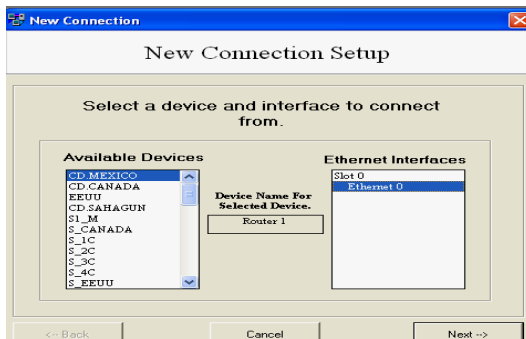 New Connection
New Connection Setup
Select a device and interface to connect
from.
Available Devices
CD.MEXICO
CD.CANADA
EEUU
CD.SAHAGUN
S1_M
S_CANADA
S_1C
S_2C
S_3C
S_4C
S_EEUU
Device Name For
Selected Device.
Router 1
Ethernet Interfaces
Slot 0
Ethernet 0
<-- Back
Cancel
Next -->